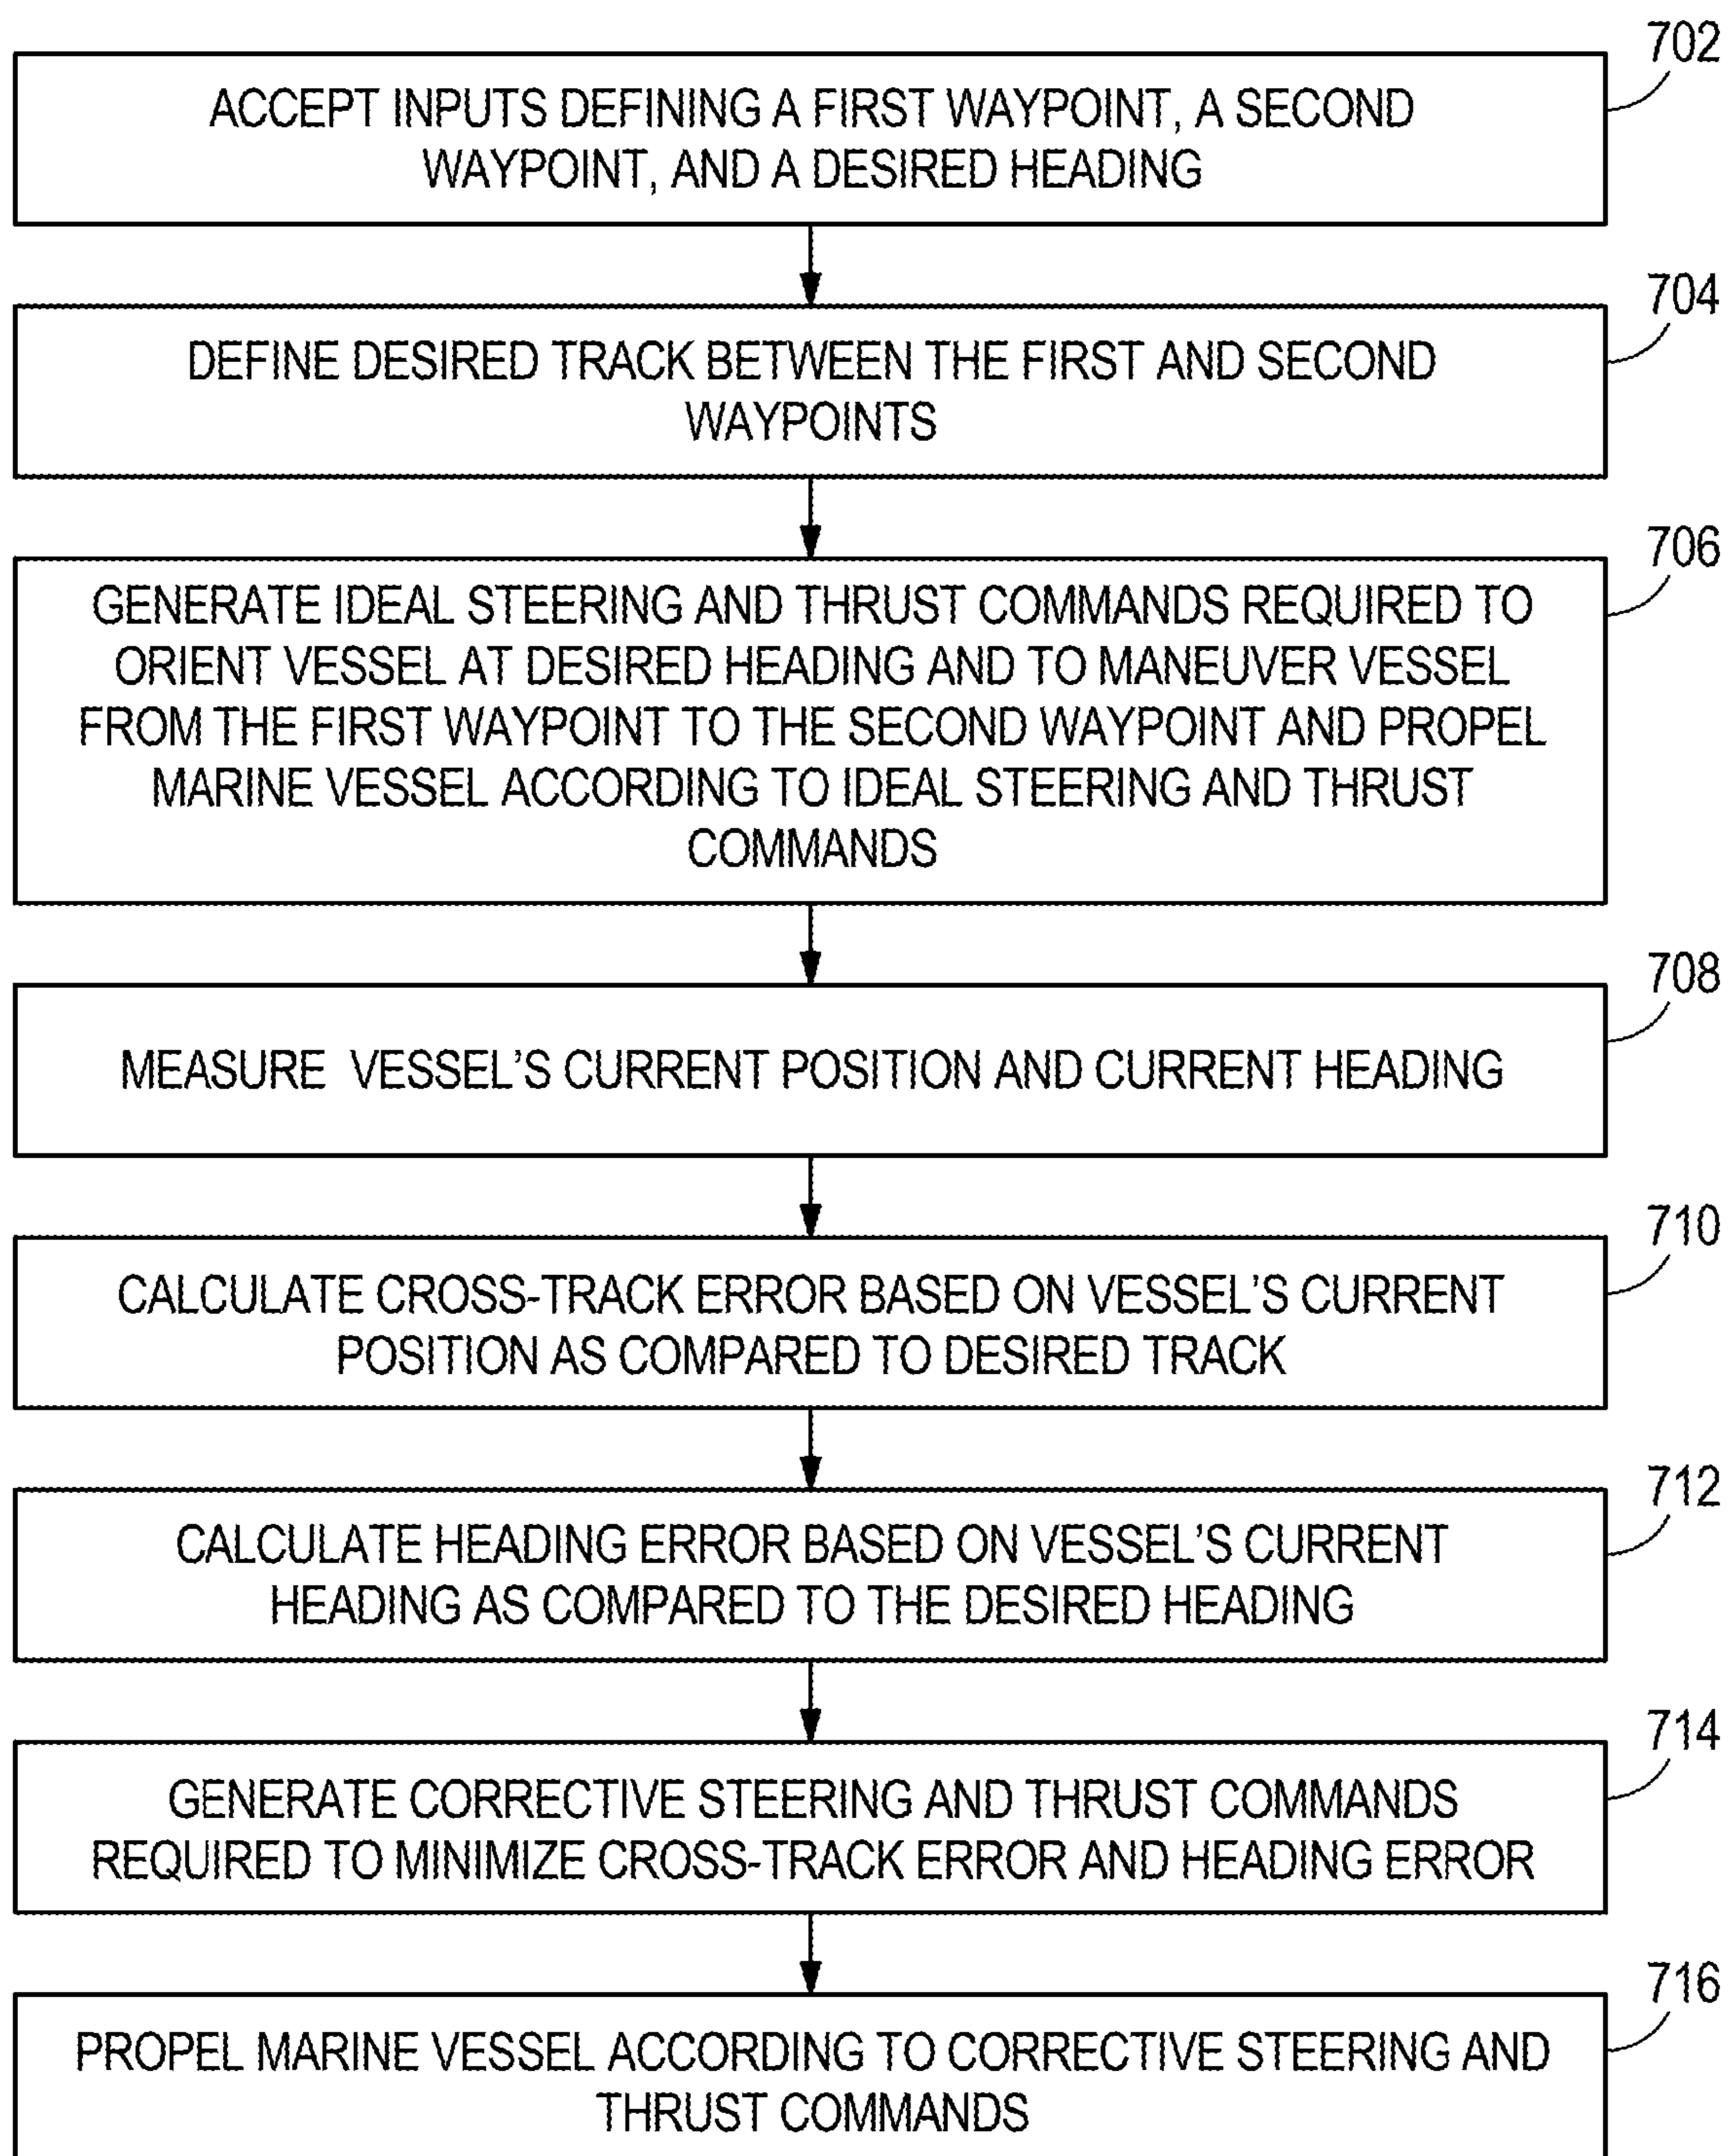 702
ACCEPT INPUTS DEFINING A FIRST WAYPOINT, A SECOND
WAYPOINT, AND A DESIRED HEADING
704
DEFINE DESIRED TRACK BETWEEN THE FIRST AND SECOND
WAYPOINTS
706
GENERATE IDEAL STEERING AND THRUST COMMANDS REQUIRED TO
ORIENT VESSEL AT DESIRED HEADING AND TO MANEUVER VESSEL
FROM THE FIRST WAYPOINT TO THE SECOND WAYPOINT AND PROPEL
MARINE VESSEL ACCORDING TO IDEAL STEERING AND THRUST
COMMANDS
708
MEASURE VESSEL'S CURRENT POSITION AND CURRENT HEADING
710
CALCULATE CROSS-TRACK ERROR BASED ON VESSEL'S CURRENT
POSITION AS COMPARED TO DESIRED TRACK
712
CALCULATE HEADING ERROR BASED ON VESSEL'S CURRENT
HEADING AS COMPARED TO THE DESIRED HEADING
714
GENERATE CORRECTIVE STEERING AND THRUST COMMANDS
REQUIRED TO MINIMIZE CROSS-TRACK ERROR AND HEADING ERROR
716
PROPEL MARINE VESSEL ACCORDING TO CORRECTIVE STEERING AND
THRUST COMMANDS